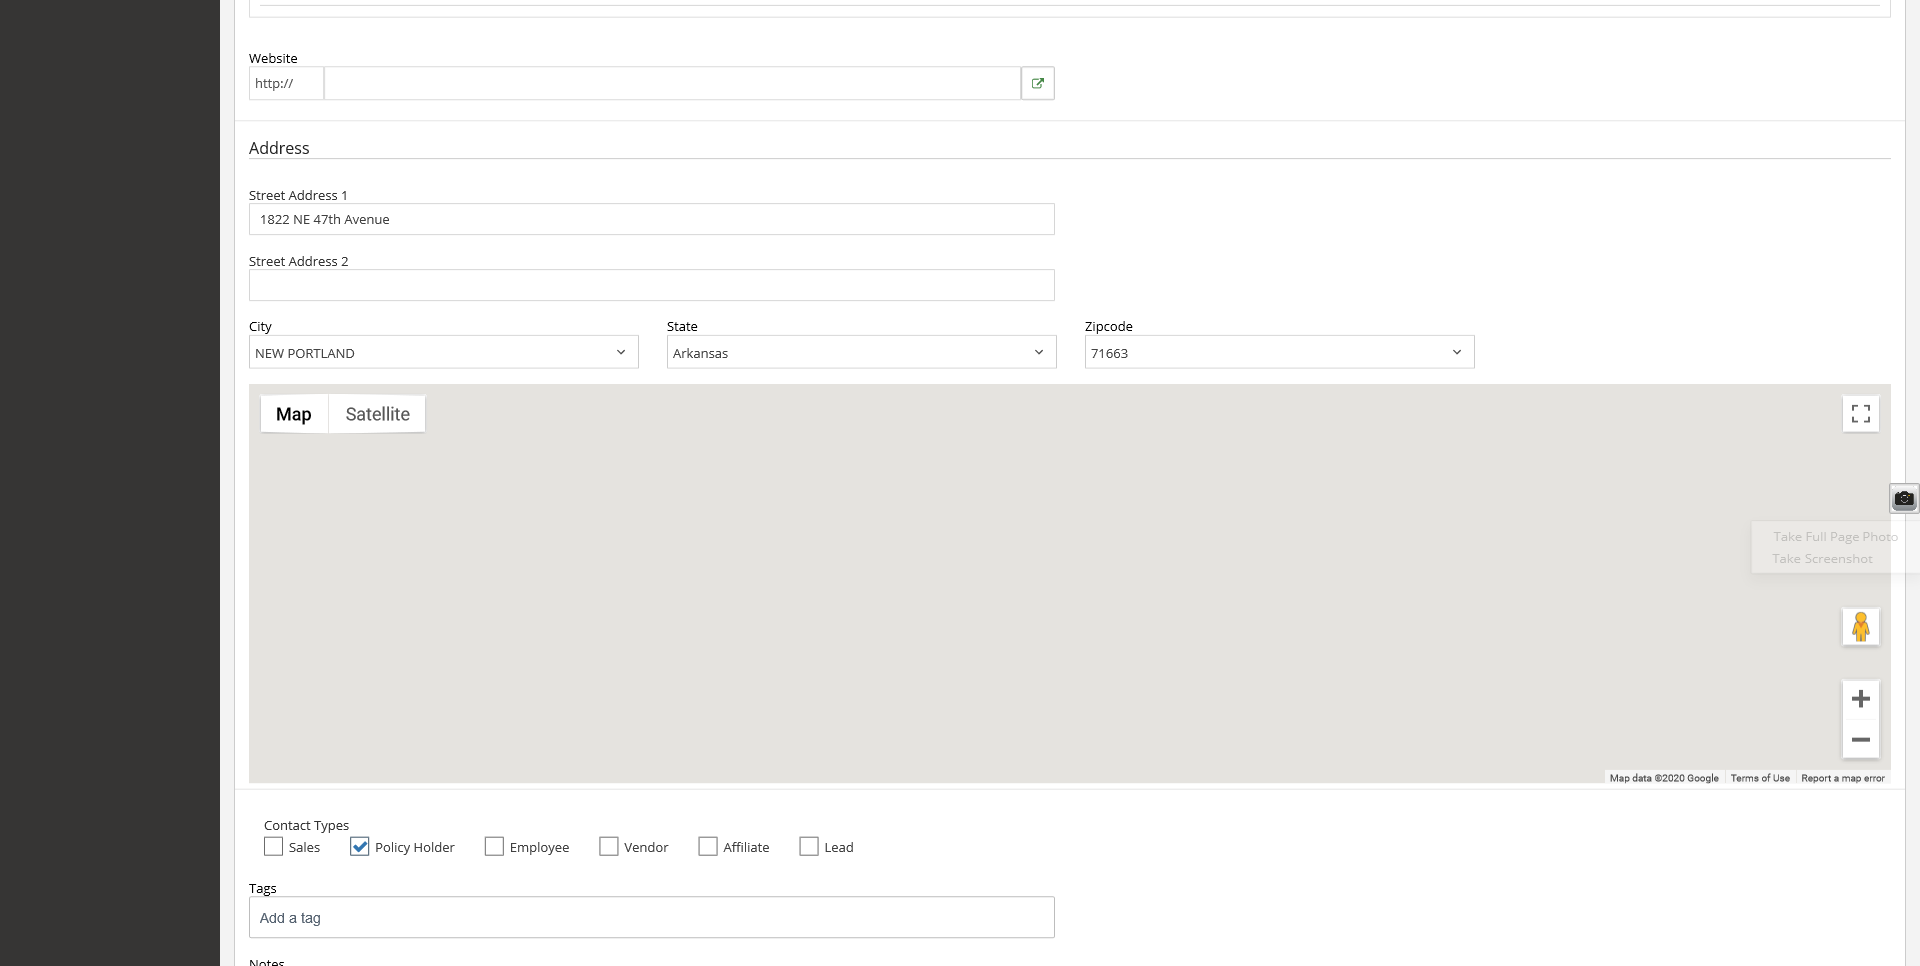 Website
http://
Address
Street Address 1
1822 NE 47th Avenue
Street Address 2
City State Zipcode
NEW PORTLAND Arkansas 71663
Map Satellite
Take Full Page Photo
Take Screenshot
Map data ©2020 Google Terms of Use Report a map error
Contact Types
Sales Policy Holder Employee Vendor Affiliate Lead
Tags
Add a tag
Notes